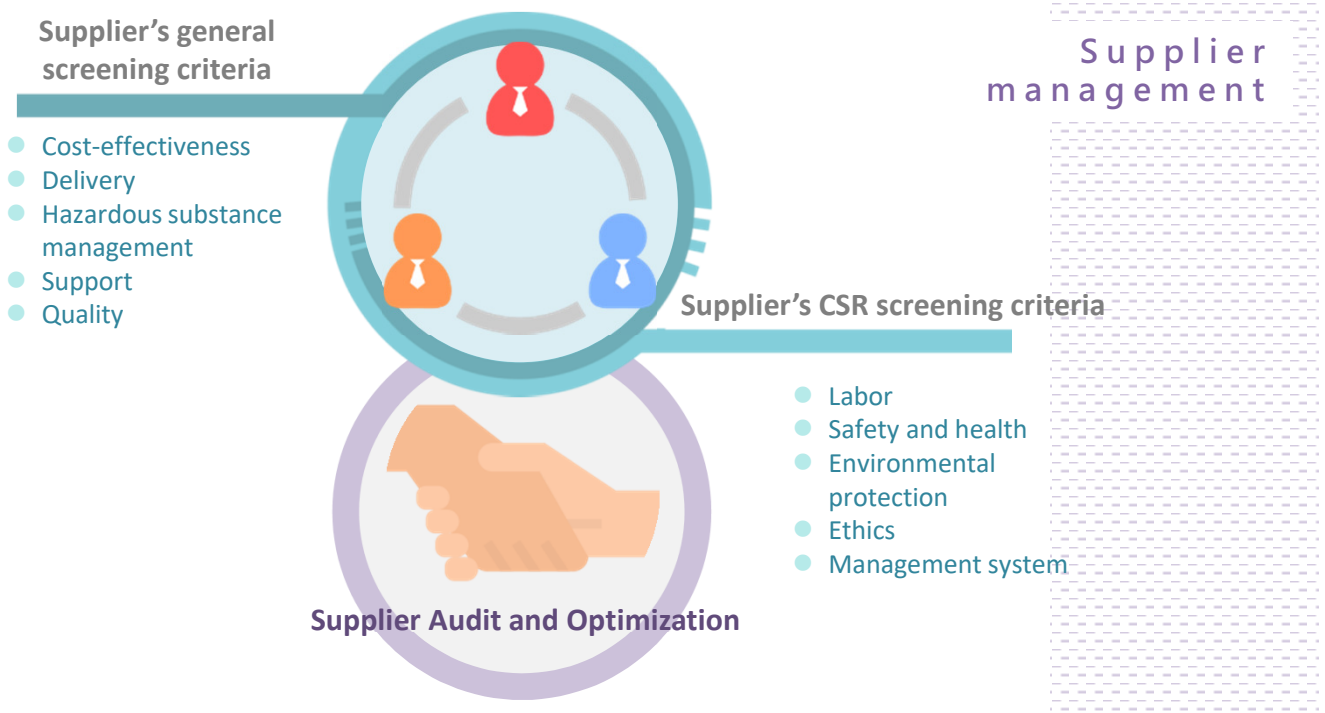 Supplier's general
screening criteria
Cost-effectiveness
Delivery
Hazardous substance
management
Support
Quality
Supplier
management
Supplier’s CSR screening criteria
Labor
Safety and health
Environmental
protection
Ethics
Management system
Supplier Audit and Optimization